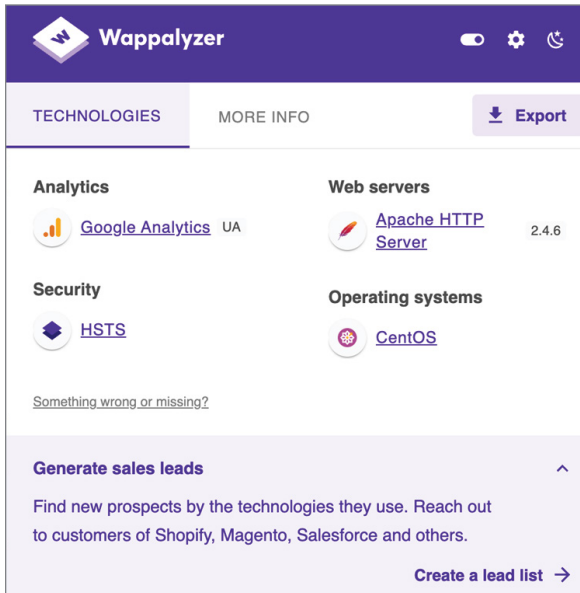 Wappalyzer
TECHNOLOGIES
MORE INFO
Export
Analytics
Google Analytics UA
Security
HSTS
Web servers
Apache HTTP
Server
2.4.6
Operating systems
CentOS
Something wrong or missing?
Generate sales leads
Find new prospects by the technologies they use. Reach out
to customers of Shopify, Magento, Salesforce and others.
Create a lead list →